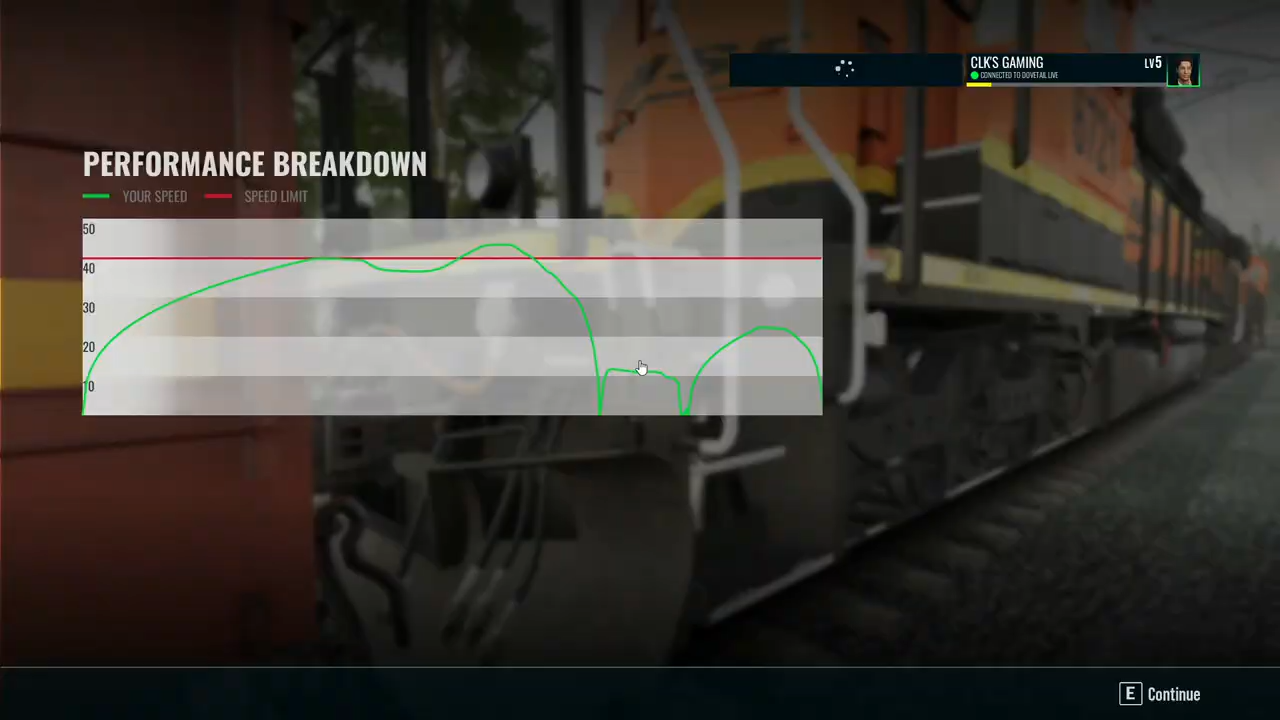 CLK'S GAMING
LV5
CONNECTED TO DOVETAIL LIVE
PERFORMANCE BREAKDOWN
YOUR SPEED
SPEED LIMIT
50
40
30
20
10
E Continue